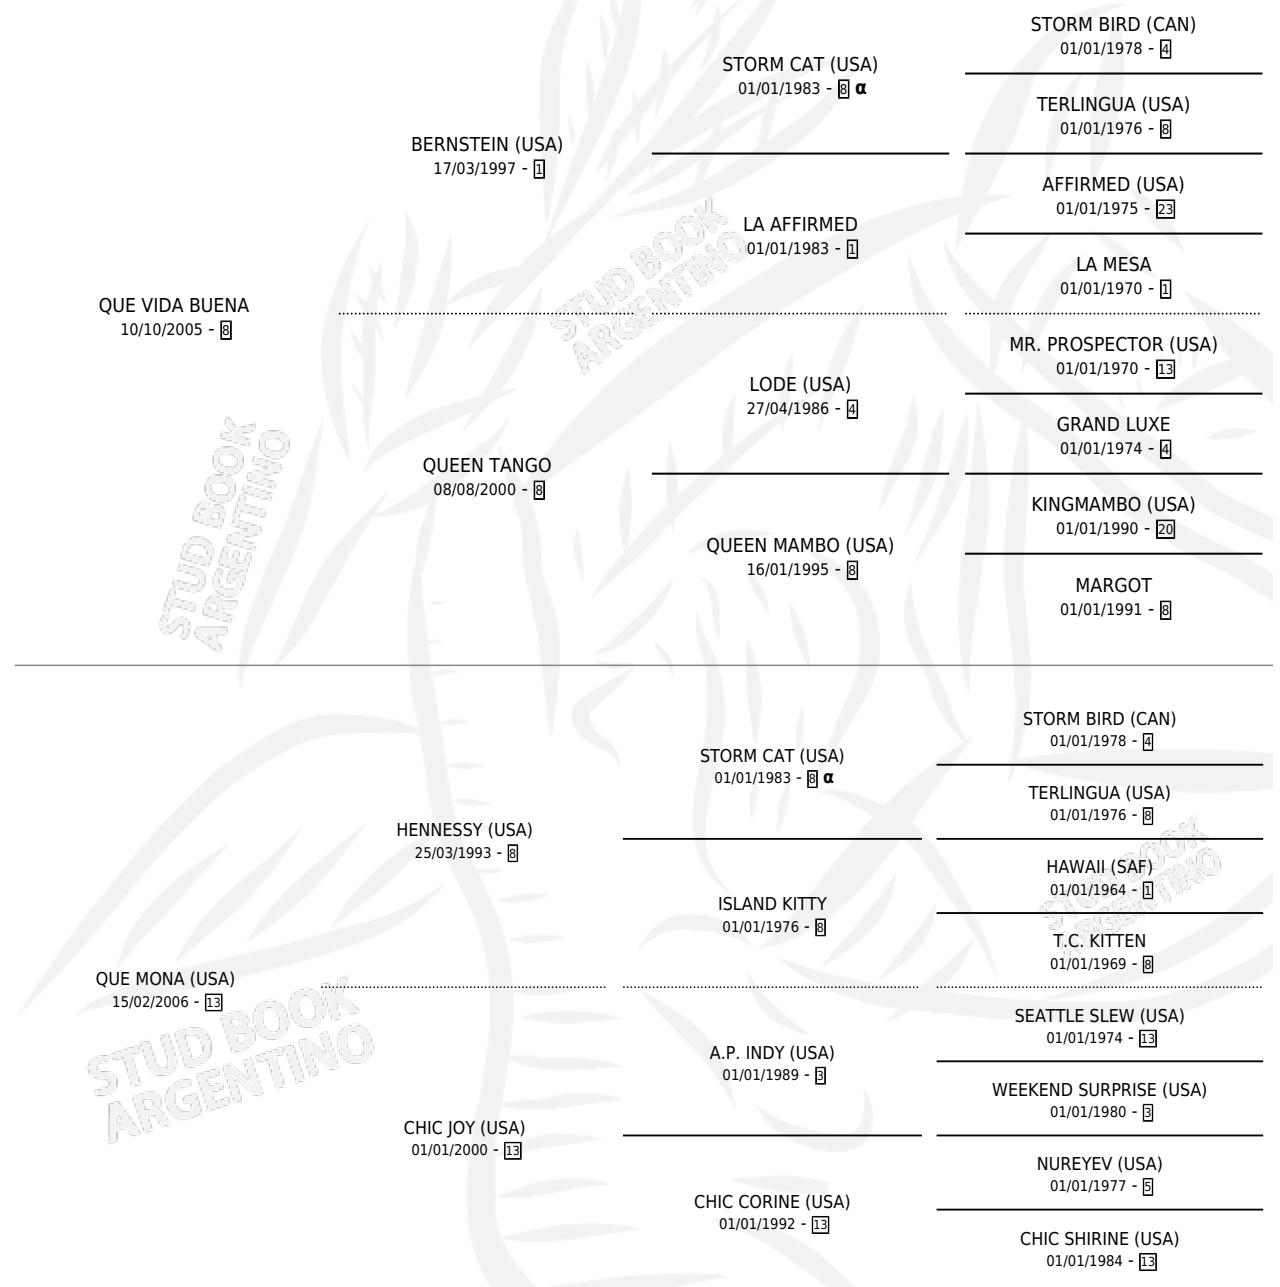 STORM BIRD (CAN)
01/01/1978 - 4
STORM CAT (USA)
01/01/1983 - 8 α
TERLINGUA (USA)
01/01/1976 - 8
BERNSTEIN (USA)
17/03/1997 - 1
AFFIRMED (USA)
01/01/1975 - 23
LA AFFIRMED
01/01/1983 - 1
LA MESA
01/01/1970 - 1
QUE VIDA BUENA
10/10/2005 - 8
MR. PROSPECTOR (USA)
01/01/1970 - 13
LODE (USA)
27/04/1986 - 4
GRAND LUXE
01/01/1974 - 4
QUEEN TANGO
08/08/2000 - 8
KINGMAMBO (USA)
01/01/1990 - 20
QUEEN MAMBO (USA)
16/01/1995 - 8
MARGOT
01/01/1991 - 8
STUD BOOK
ARGENTINO
STUD BOOK
ARGENTINO
STORM BIRD (CAN)
01/01/1978 - 4
STORM CAT (USA)
01/01/1983 - 8 α
TERLINGUA (USA)
01/01/1976 - 8
HENNESSY (USA)
25/03/1993 - 8
HAWAII (SAF)
01/01/1964 - 1
ISLAND KITTY
01/01/1976 - 8
T.C. KITTEN
01/01/1969 - 8
QUE MONA (USA)
15/02/2006 - 13
SEATTLE SLEW (USA)
01/01/1974 - 13
A.P. INDY (USA)
01/01/1989 - 3
WEEKEND SURPRISE (USA)
01/01/1980 - 3
CHIC JOY (USA)
01/01/2000 - 13
NUREYEV (USA)
01/01/1977 - 5
CHIC CORINE (USA)
01/01/1992 - 13
CHIC SHIRINE (USA)
01/01/1984 - 13
STUD BOOK
ARGENTINO
STUD BOOK
ARGENTINO